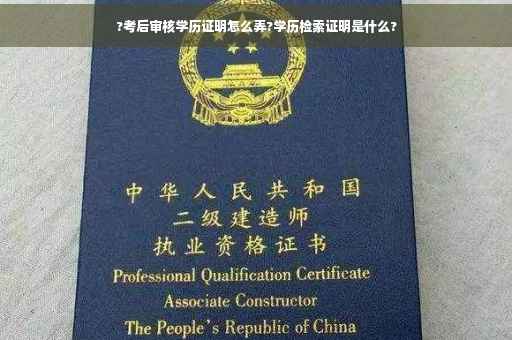 ?考后审核学历证明怎么弄?学历检索证明是什么?
中华人民共和国
二级建造师
执业资格证书
Professional Qualification Certificate
Associate Constructor
The People's Republic of China